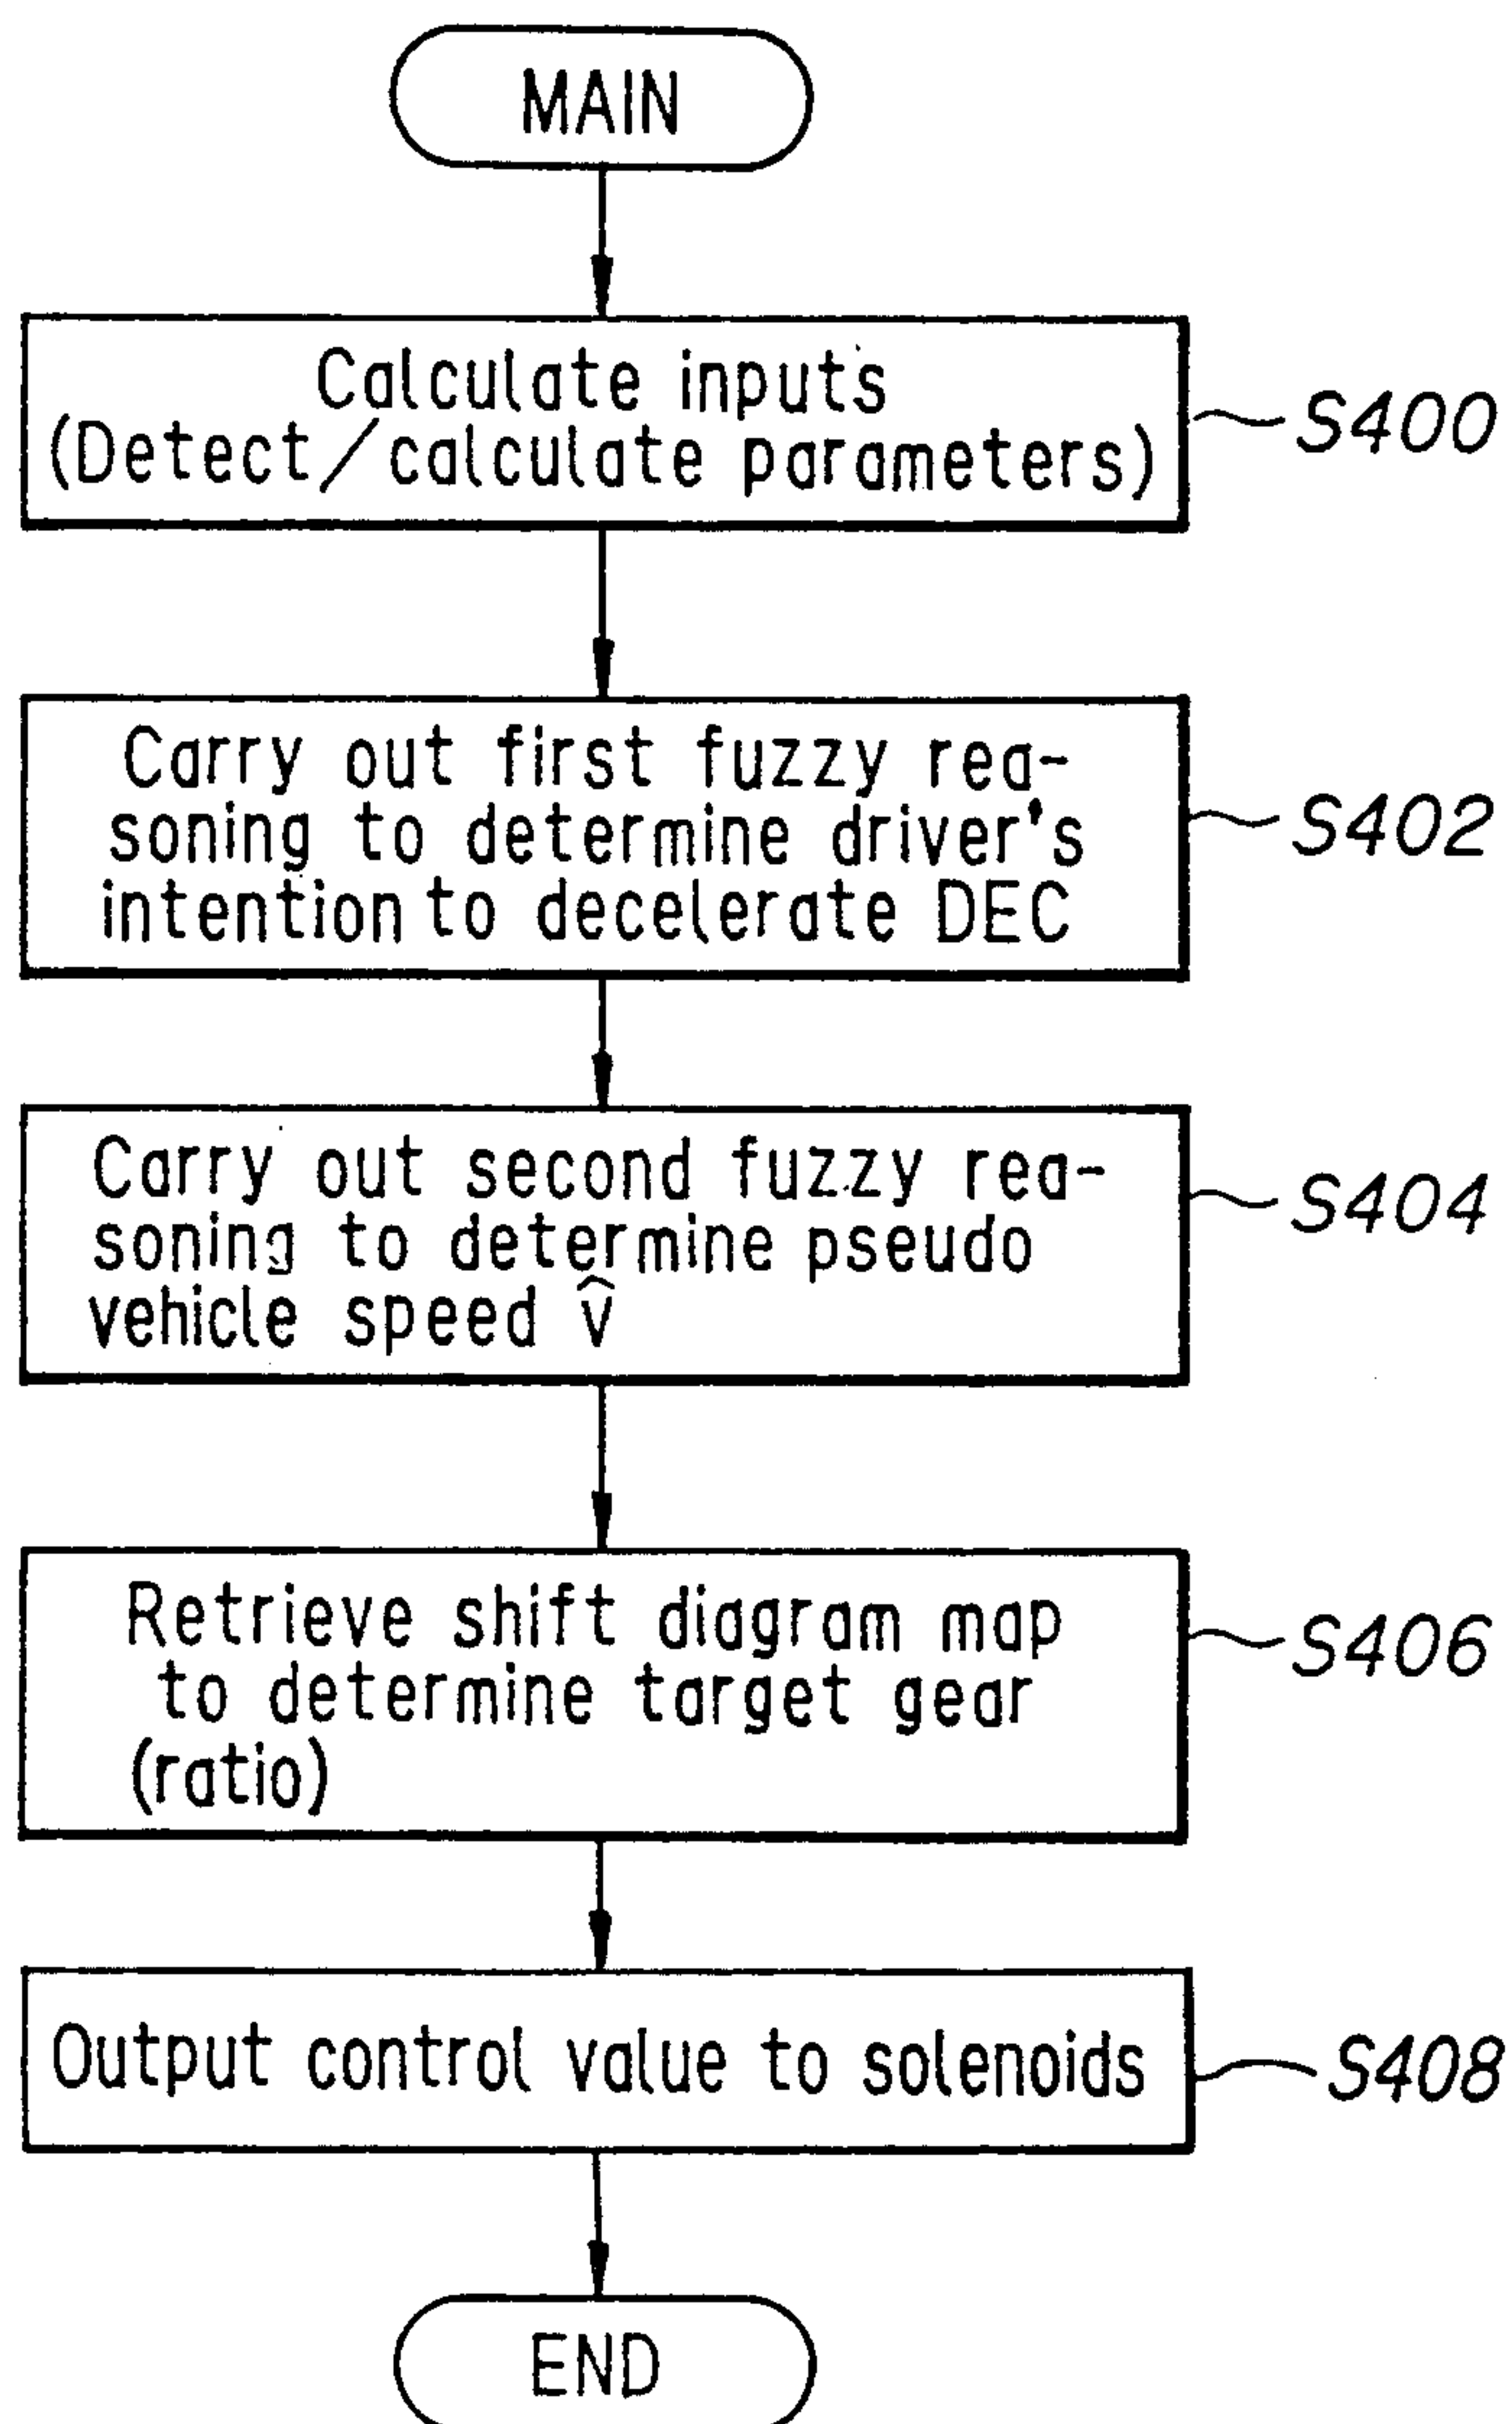 MAIN
Calculate inputs
(Detect/calculate parameters)
S400
Carry out first fuzzy rea-
soning to determine driver's
intention to decelerate DEC
S402
Carry out second fuzzy rea-
soning to determine pseudo
vehicle speed v̂
S404
Retrieve shift diagram map
to determine target gear
(ratio)
S406
Output control value to solenoids
S408
END